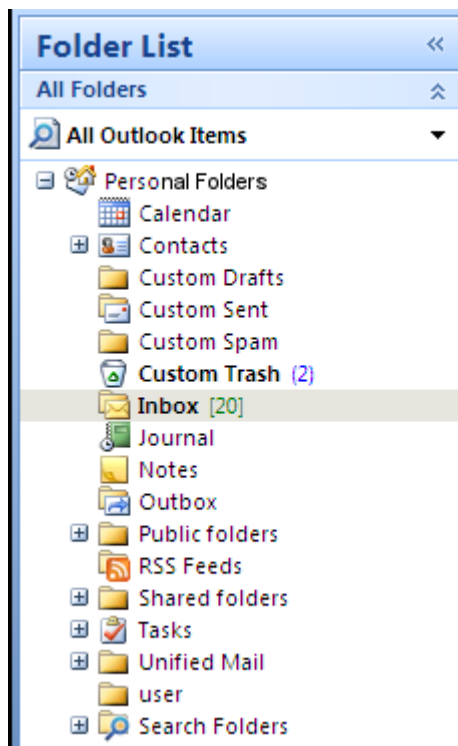 Folder List
All Folders
All Outlook Items
Personal Folders
Calendar
Contacts
Custom Drafts
Custom Sent
Custom Spam
Custom Trash (2)
Inbox [20]
Journal
Notes
Outbox
Public folders
RSS Feeds
Shared folders
Tasks
Unified Mail
user
Search Folders